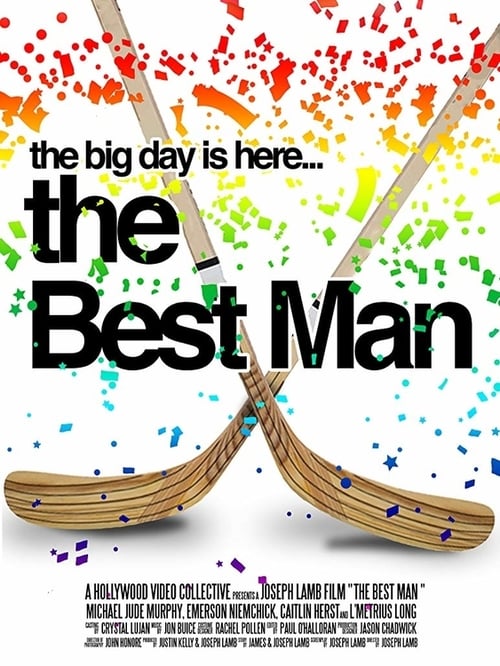 the big day is here...
the
Best Man
A HOLLYWOOD VIDEO COLLECTIVE PRESENTS A JOSEPH LAMB FILM "THE BEST MAN"
MICHAEL JUDE MURPHY, EMERSON NIEMCHICK, CAITLIN HERST AND L'METRIUS LONG
CASTING BY CRYSTAL LUJAN MUSIC BY JON BUICE COSTUME DESIGNER RACHEL POLLEN EDITED BY PAUL O'HALLORAN PRODUCTION DESIGNER JASON CHADWICK
DIRECTOR OF PHOTOGRAPHY JOHN HONORE PRODUCED BY JUSTIN KELLY & JOSEPH LAMB STORY BY JAMES & JOSEPH LAMB SCREENPLAY BY JOSEPH LAMB DIRECTED BY JOSEPH LAMB